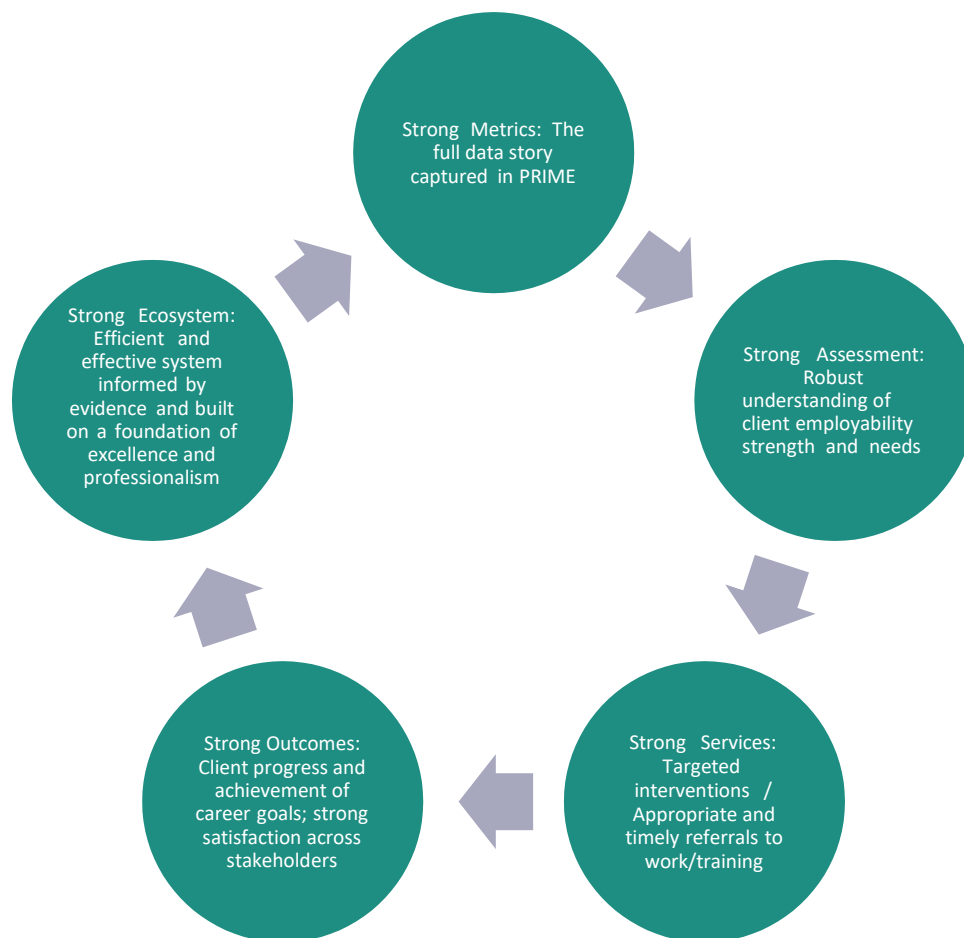 Strong Metrics: The
full data story
captured in PRIME
Strong Assessment:
Robust
understanding of
client employability
strength and needs
Strong Services:
Targeted
interventions /
Appropriate and
timely referrals to
work/training
Strong Outcomes:
Client progress and
achievement of
career goals; strong
satisfaction across
stakeholders
Strong Ecosystem:
Efficient and
effective system
informed by
evidence and built
on a foundation of
excellence and
professionalism